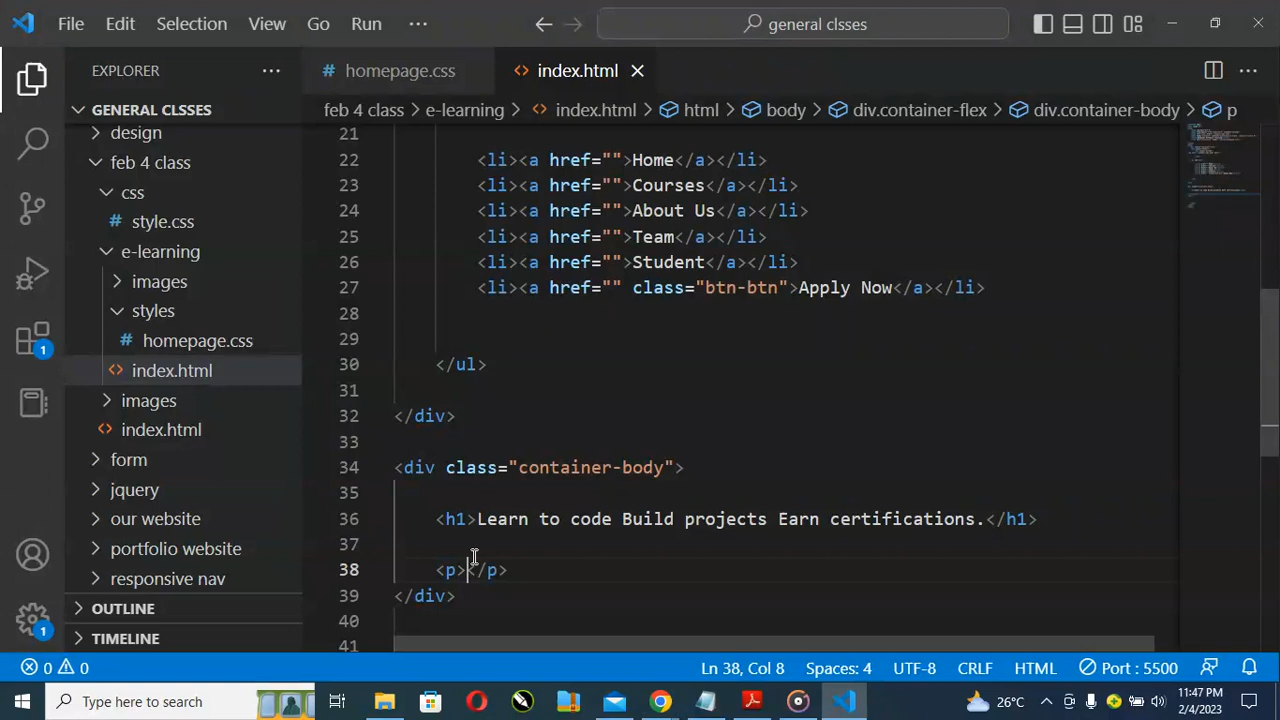 File Edit Selection View Go Run ··· general clsses
EXPLORER ···
# homepage.css
<> index.html
GENERAL CLSSES
feb 4 class > e-learning > <> index.html > html > body > div.container-flex > div.container-body > p
design
feb 4 class
css
# style.css
e-learning
images
styles
# homepage.css
<> index.html
images
<> index.html
form
jquery
our website
portfolio website
responsive nav
OUTLINE
TIMELINE
21
22 <li><a href="">Home</a></li>
23 <li><a href="">Courses</a></li>
24 <li><a href="">About Us</a></li>
25 <li><a href="">Team</a></li>
26 <li><a href="">Student</a></li>
27 <li><a href="" class="btn-btn">Apply Now</a></li>
28
29
30 </ul>
31
32 </div>
33
34 <div class="container-body">
35
36 <h1>Learn to code Build projects Earn certifications.</h1>
37
38 <p></p>
39 </div>
40
41
1
1
0 0 Ln 38, Col 8 Spaces: 4 UTF-8 CRLF HTML Port : 5500
Type here to search
26°C
11:47 PM
2/4/2023